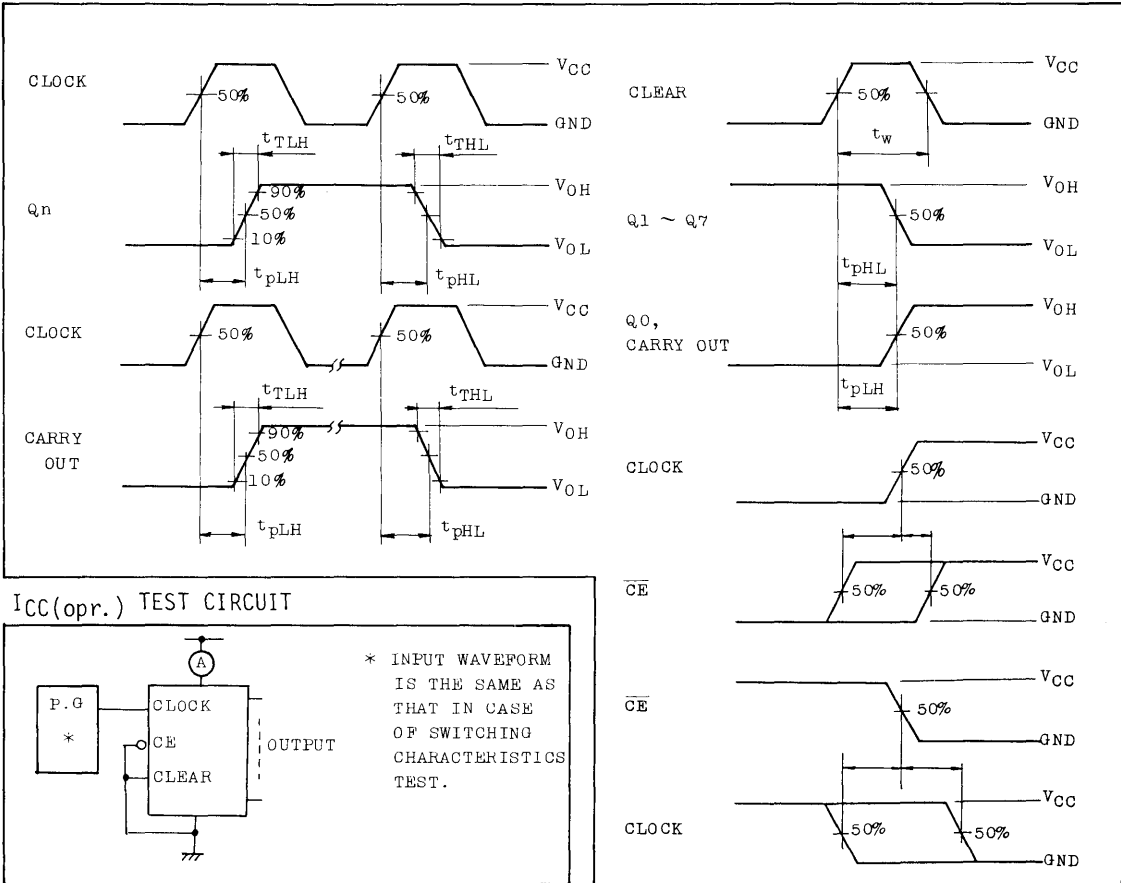 CLOCK
50%
50%
VCC
GND
tTLH
tTHL
Qn
90%
50%
10%
VOH
VOL
tpLH
tpHL
CLOCK
50%
50%
VCC
GND
tTLH
tTHL
CARRY
OUT
90%
50%
10%
VOH
VOL
tpLH
tpHL
ICC(opr.) TEST CIRCUIT
A
P.G
*
CLOCK
CE
CLEAR
OUTPUT
* INPUT WAVEFORM
IS THE SAME AS
THAT IN CASE
OF SWITCHING
CHARACTERISTICS
TEST.
CLEAR
50%
VCC
GND
tw
Q1 ~ Q7
VOH
50%
VOL
tpHL
Q0,
CARRY OUT
VOH
50%
VOL
tpLH
CLOCK
VCC
50%
GND
C̅E̅
VCC
50%
50%
GND
C̅E̅
VCC
50%
GND
CLOCK
VCC
50%
50%
GND